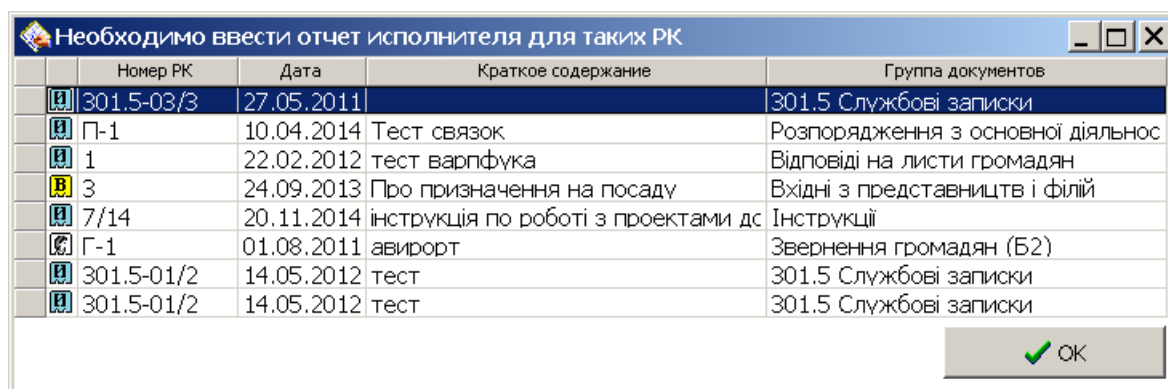 Необходимо ввести отчет исполнителя для таких РК
Номер РК Дата Краткое содержание Группа документов
И 301.5-03/3 27.05.2011 301.5 Службові записки
И П-1 10.04.2014 Тест связок Розпорядження з основної діяльнос
И 1 22.02.2012 тест варпфука Відповіді на листи громадян
В 3 24.09.2013 Про призначення на посаду Вхідні з представництв і філій
И 7/14 20.11.2014 інструкція по роботі з проектами дс Інструкції
Г-1 01.08.2011 авирорт Звернення громадян (Б2)
И 301.5-01/2 14.05.2012 тест 301.5 Службові записки
И 301.5-01/2 14.05.2012 тест 301.5 Службові записки
OK